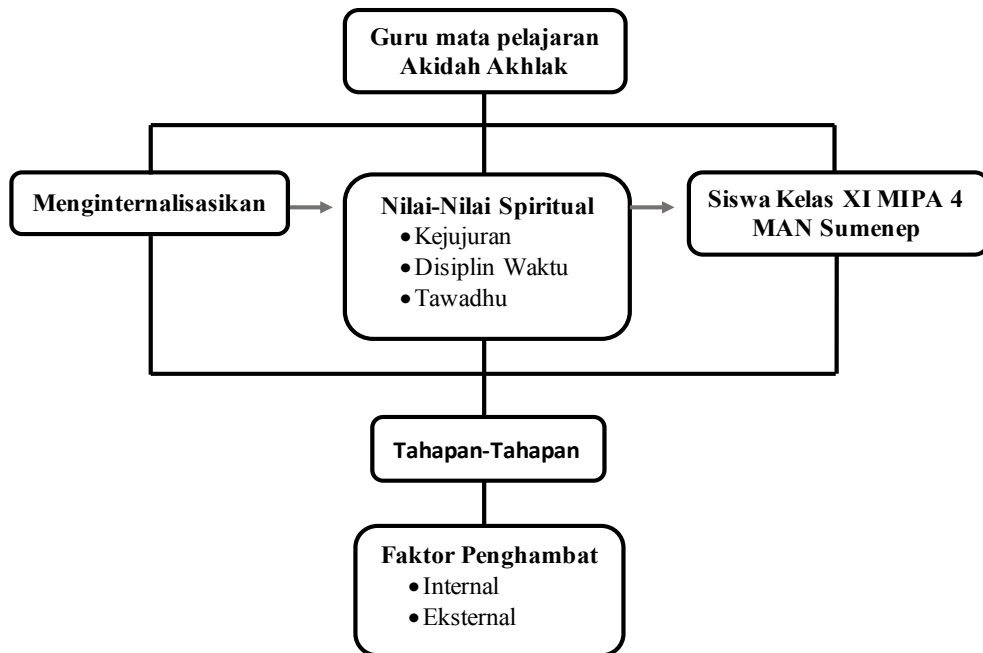 Guru mata pelajaran
Akidah Akhlak
Menginternalisasikan
Nilai-Nilai Spiritual
• Kejujuran
• Disiplin Waktu
• Tawadhu
Siswa Kelas XI MIPA 4
MAN Sumenep
Tahapan-Tahapan
Faktor Penghambat
• Internal
• Eksternal